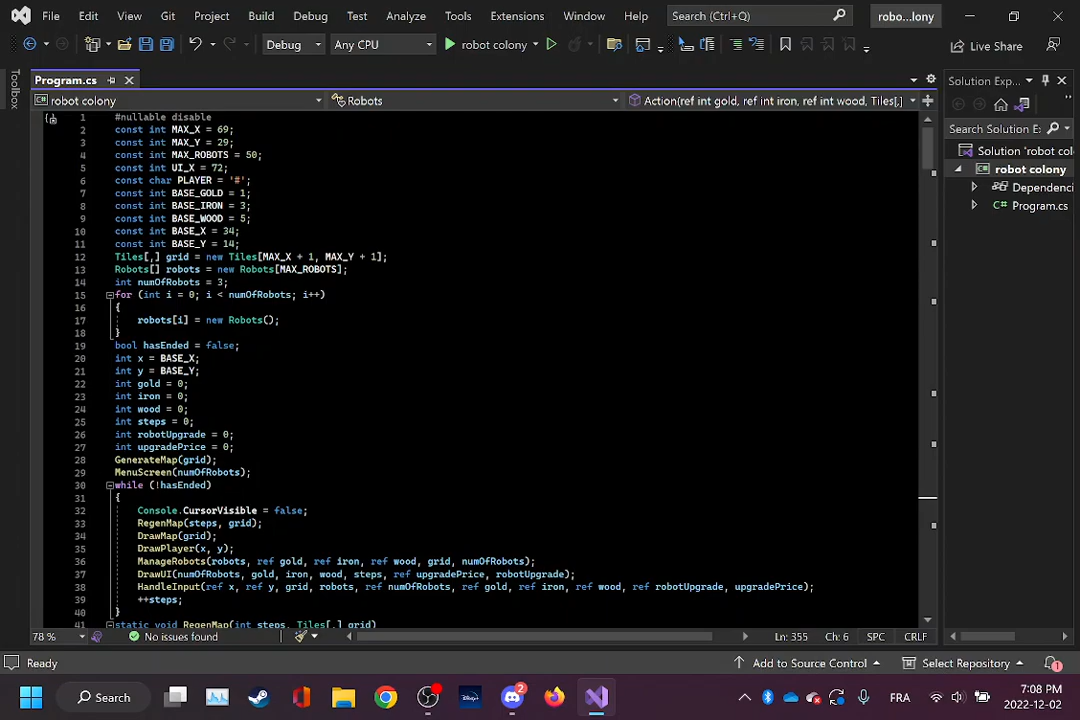 File Edit View Git Project Build Debug Test Analyze Tools Extensions Window Help Search (Ctrl+Q) robo...lony
Debug Any CPU robot colony Live Share
Toolbox
Program.cs Solution Exp...
robot colony Robots Action(ref int gold, ref int iron, ref int wood, Tiles[,]
Search Solution E:
Solution 'robot col
robot colony
Dependenci
Program.cs
1 #nullable disable
2 const int MAX_X = 69;
3 const int MAX_Y = 29;
4 const int MAX_ROBOTS = 50;
5 const int UI_X = 72;
6 const char PLAYER = '#';
7 const int BASE_GOLD = 1;
8 const int BASE_IRON = 3;
9 const int BASE_WOOD = 5;
10 const int BASE_X = 34;
11 const int BASE_Y = 14;
12 Tiles[,] grid = new Tiles[MAX_X + 1, MAX_Y + 1];
13 Robots[] robots = new Robots[MAX_ROBOTS];
14 int numOfRobots = 3;
15 for (int i = 0; i < numOfRobots; i++)
16 {
17 robots[i] = new Robots();
18 }
19 bool hasEnded = false;
20 int x = BASE_X;
21 int y = BASE_Y;
22 int gold = 0;
23 int iron = 0;
24 int wood = 0;
25 int steps = 0;
26 int robotUpgrade = 0;
27 int upgradePrice = 0;
28 GenerateMap(grid);
29 MenuScreen(numOfRobots);
30 while (!hasEnded)
31 {
32 Console.CursorVisible = false;
33 RegenMap(steps, grid);
34 DrawMap(grid);
35 DrawPlayer(x, y);
36 ManageRobots(robots, ref gold, ref iron, ref wood, grid, numOfRobots);
37 DrawUI(numOfRobots, gold, iron, wood, steps, ref upgradePrice, robotUpgrade);
38 HandleInput(ref x, ref y, grid, robots, ref numOfRobots, ref gold, ref iron, ref wood, ref robotUpgrade, upgradePrice);
39 ++steps;
40 }
41 static void RegenMap(int steps, Tiles[,] grid)
78 % No issues found Ln: 355 Ch: 6 SPC CRLF
Ready Add to Source Control Select Repository 1
Search 2 FRA 7:08 PM
2022-12-02